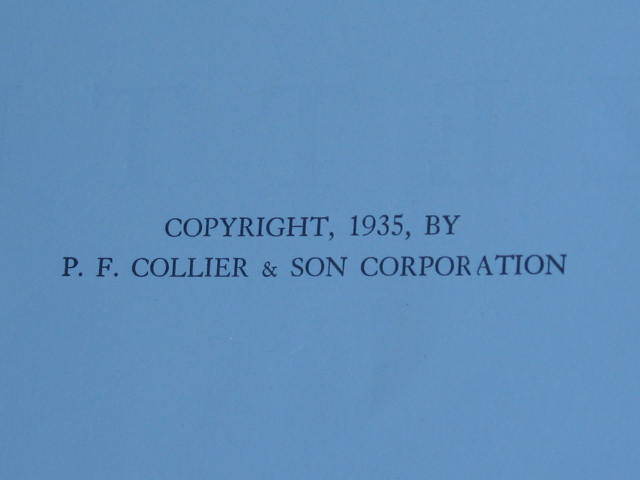 COPYRIGHT, 1935, BY
P. F. COLLIER & SON CORPORATION